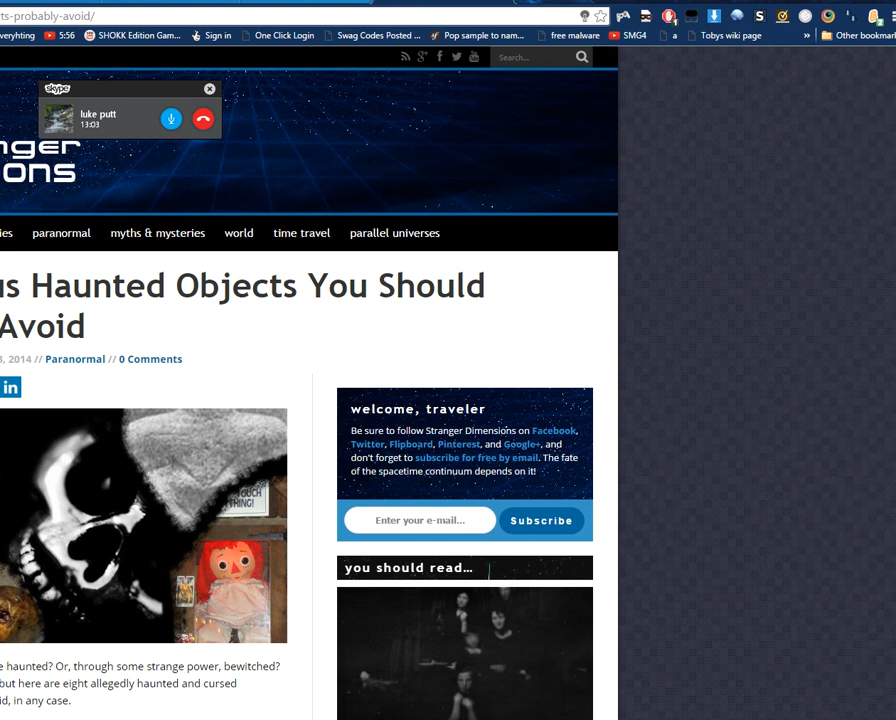 ts-probably-avoid/
everyhting 5:56 SHOKK Edition Gam... Sign in One Click Login Swag Codes Posted ... Pop sample to nam... free malware SMG4 a Tobys wiki page » Other bookmar
Search...
skype
luke putt
13:03
nger
ons
ies paranormal myths & mysteries world time travel parallel universes
us Haunted Objects You Should
Avoid
3, 2014 // Paranormal // 0 Comments
in
welcome, traveler
Be sure to follow Stranger Dimensions on Facebook,
Twitter, Flipboard, Pinterest, and Google+, and
don't forget to subscribe for free by email. The fate
of the spacetime continuum depends on it!
TOUCH
THING!
Enter your e-mail... Subscribe
you should read...
e haunted? Or, through some strange power, bewitched?
but here are eight allegedly haunted and cursed
id, in any case.